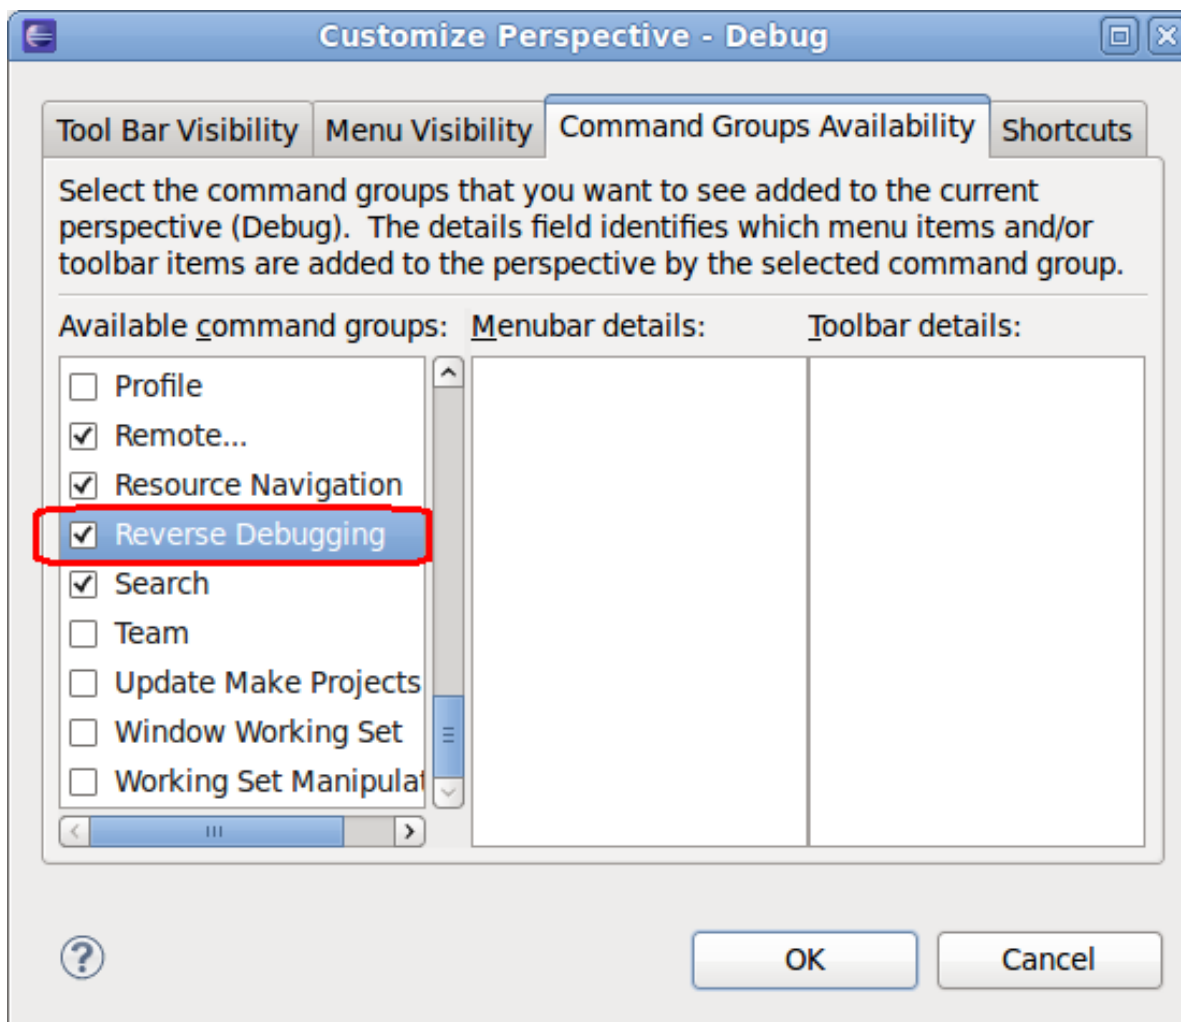 Customize Perspective - Debug
Tool Bar Visibility
Menu Visibility
Command Groups Availability
Shortcuts
Select the command groups that you want to see added to the current
perspective (Debug).  The details field identifies which menu items and/or
toolbar items are added to the perspective by the selected command group.
Available command groups:
Menubar details:
Toolbar details:
Profile
Remote...
Resource Navigation
Reverse Debugging
Search
Team
Update Make Projects
Window Working Set
Working Set Manipulat
?
OK
Cancel